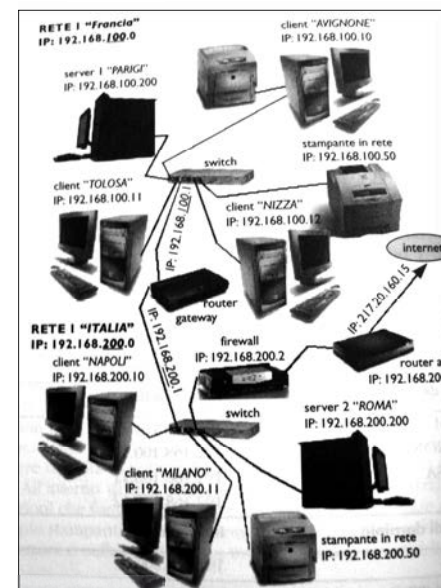 RETE I "Francia"
IP: 192.168.100.0
client "AVIGNONE"
IP: 192.168.100.10
server 1 "PARIGI"
IP: 192.168.100.200
stampante in rete
IP: 192.168.100.50
switch
client "TOLOSA"
IP: 192.168.100.11
client "NIZZA"
IP: 192.168.100.12
IP: 192.168.100.1
internet
IP: 217.20.160.15
router
gateway
RETE I "ITALIA"
IP: 192.168.200.0
IP: 192.168.200.1
firewall
IP: 192.168.200.2
router a
IP: 192.168.20
client "NAPOLI"
IP: 192.168.200.10
switch
server 2 "ROMA"
IP: 192.168.200.200
client "MILANO"
IP: 192.168.200.11
stampante in rete
IP: 192.168.200.50